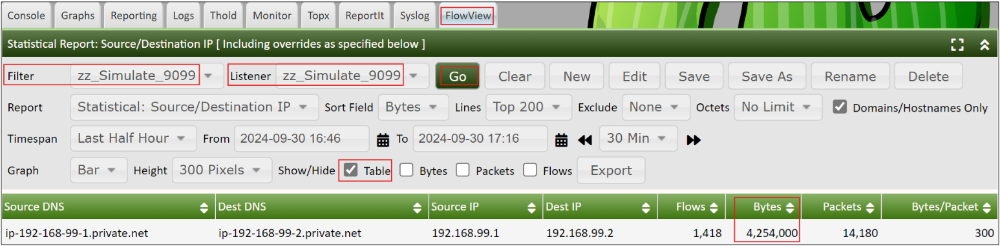 Console Graphs Reporting Logs Thold Monitor Topx ReportIt Syslog FlowView
Statistical Report: Source/Destination IP [ Including overrides as specified below ]
Filter zz_Simulate_9099 Listener zz_Simulate_9099 Go Clear New Edit Save Save As Rename Delete
Report Statistical: Source/Destination IP Sort Field Bytes Lines Top 200 Exclude None Octets No Limit Domains/Hostnames Only
Timespan Last Half Hour From 2024-09-30 16:46 To 2024-09-30 17:16 30 Min
Graph Bar Height 300 Pixels Show/Hide Table Bytes Packets Flows Export
Source DNS Dest DNS Source IP Dest IP Flows Bytes Packets Bytes/Packet
ip-192-168-99-1.private.net ip-192-168-99-2.private.net 192.168.99.1 192.168.99.2 1,418 4,254,000 14,180 300